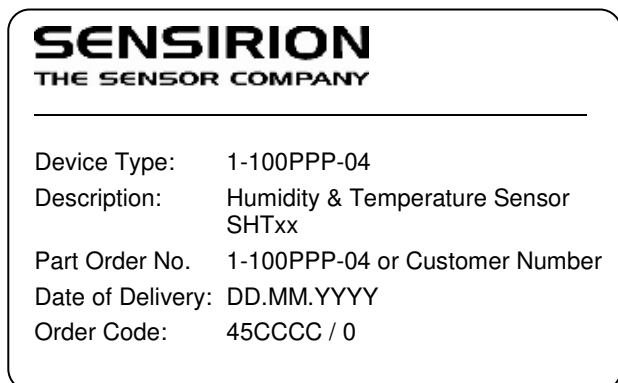 SENSIRION
THE SENSOR COMPANY
Device Type: 1-100PPP-04
Description: Humidity & Temperature Sensor
SHTxx
Part Order No. 1-100PPP-04 or Customer Number
Date of Delivery: DD.MM.YYYY
Order Code: 45CCCC / 0